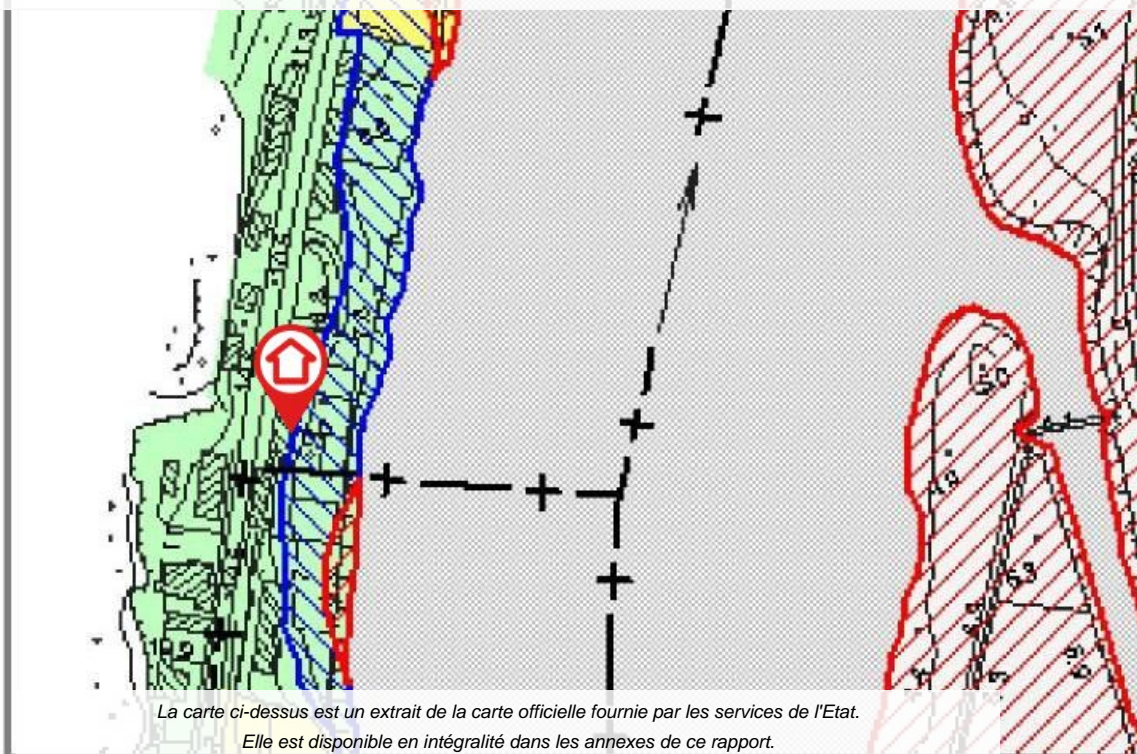 La carte ci-dessus est un extrait de la carte officielle fournie par les services de l'Etat.
Elle est disponible en intégralité dans les annexes de ce rapport.